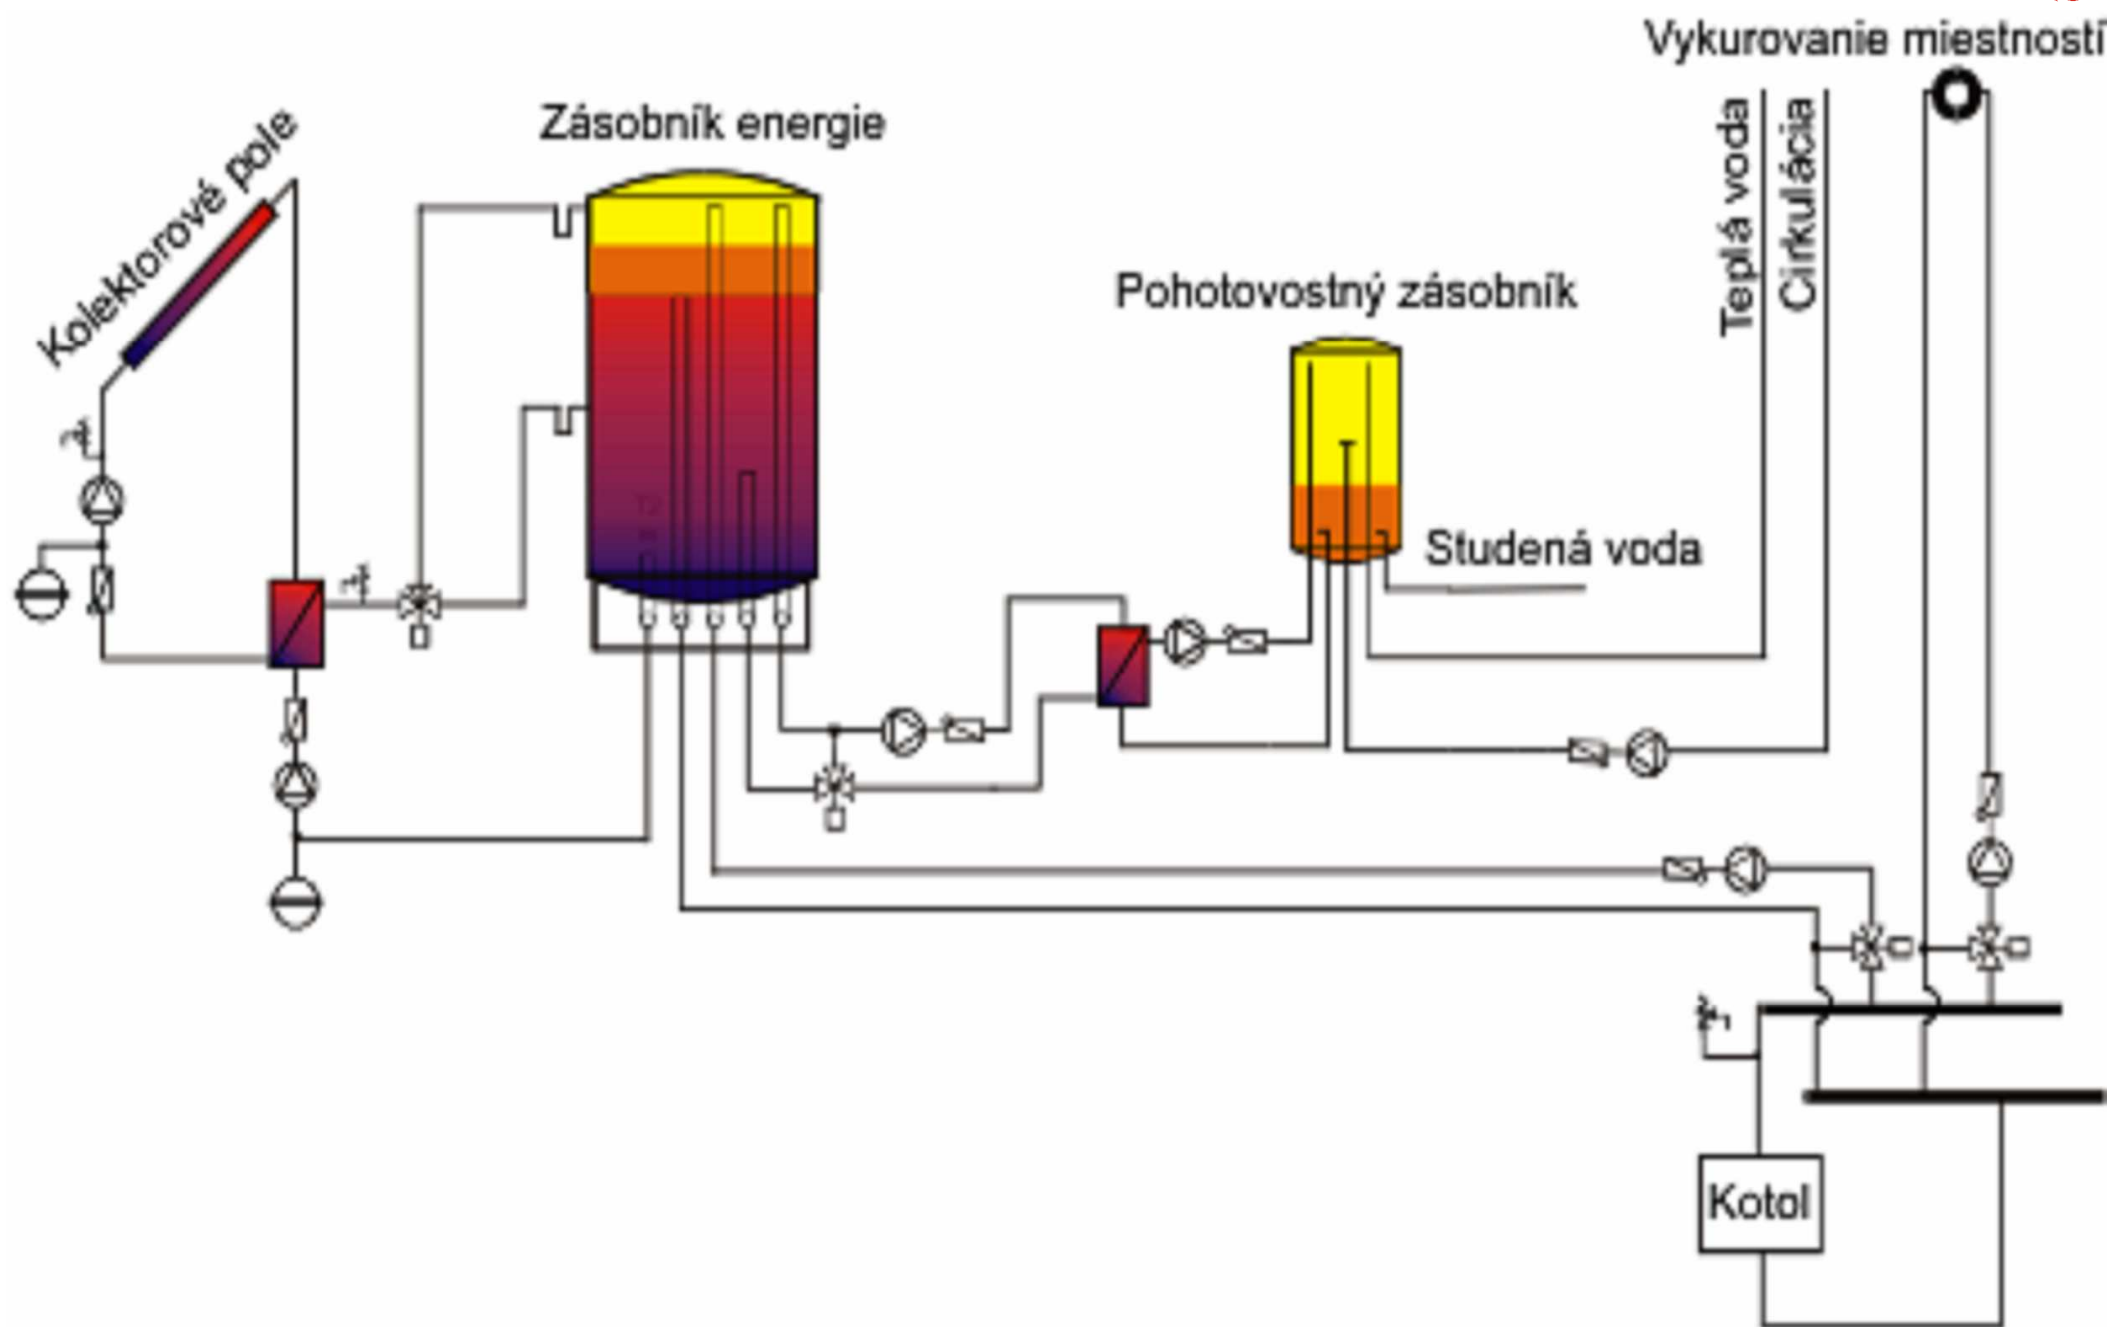 Vykurovanie miestností
Kolektorové pole
Zásobník energie
Teplá voda
Cirkulácia
Pohotovostný zásobník
Studená voda
Kotol